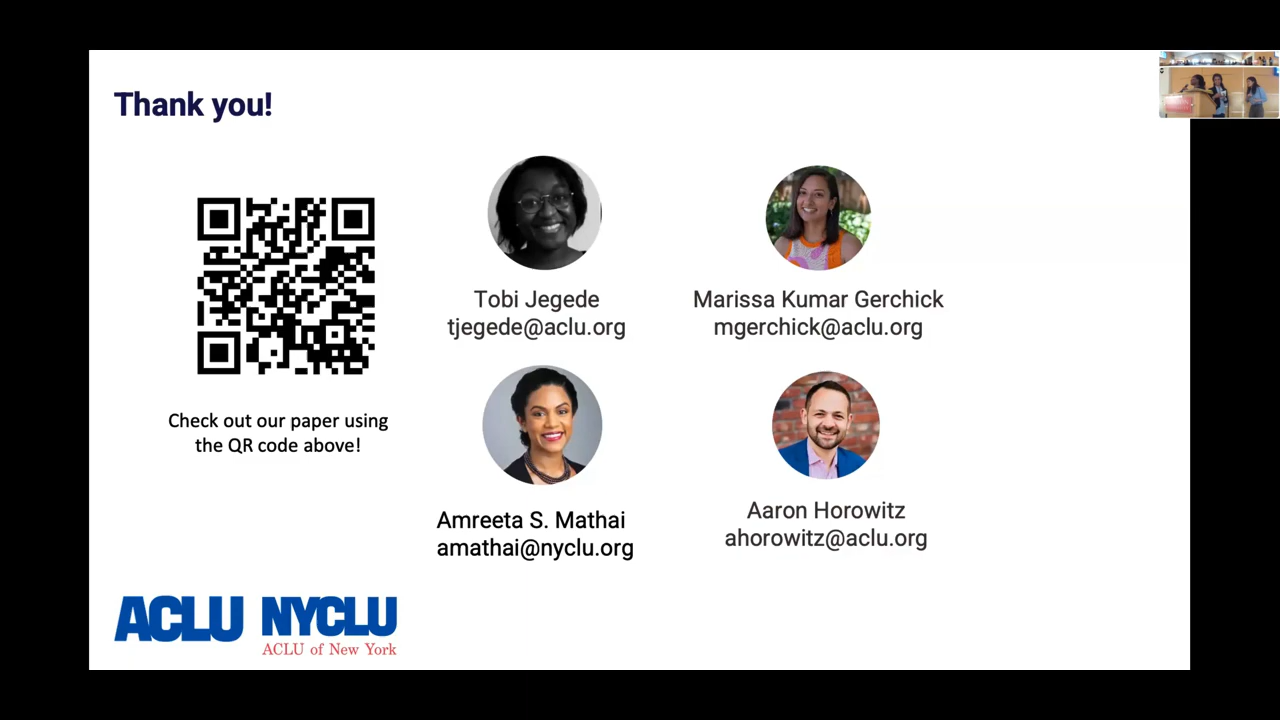 Thank you!
Tobi Jegede
tjegede@aclu.org
Marissa Kumar Gerchick
mgerchick@aclu.org
Check out our paper using
the QR code above!
Amreeta S. Mathai
amathai@nyclu.org
Aaron Horowitz
ahorowitz@aclu.org
ACLU NYCLU
ACLU of New York